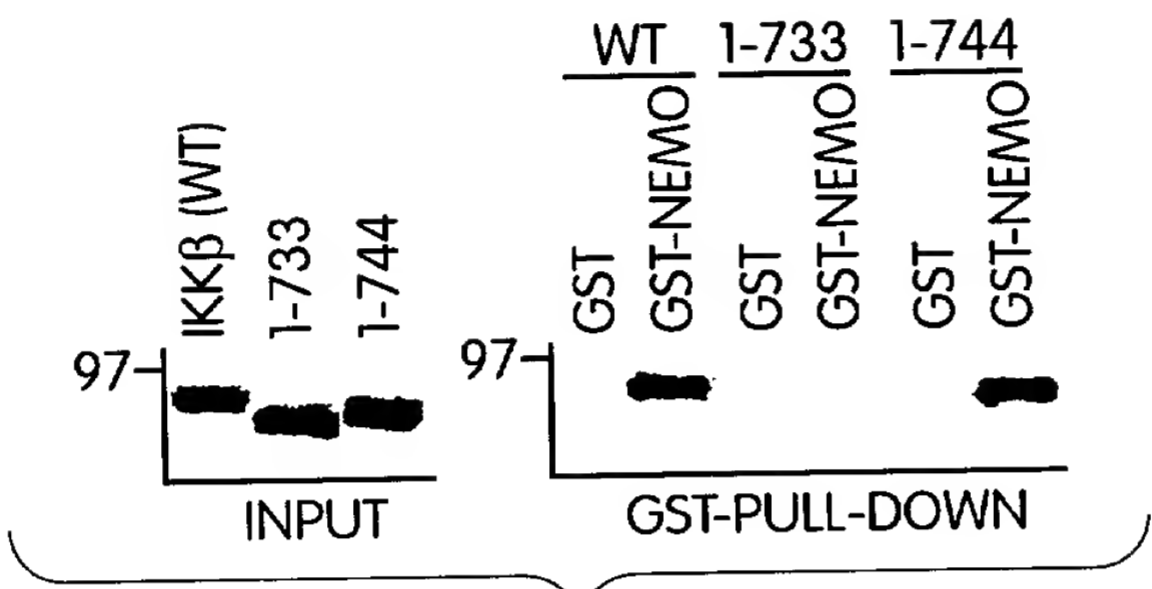 WT 1-733 1-744
IKKβ (WT) 1-733 1-744
GST GST-NEMO GST GST-NEMO GST GST-NEMO
97 97
INPUT GST-PULL-DOWN